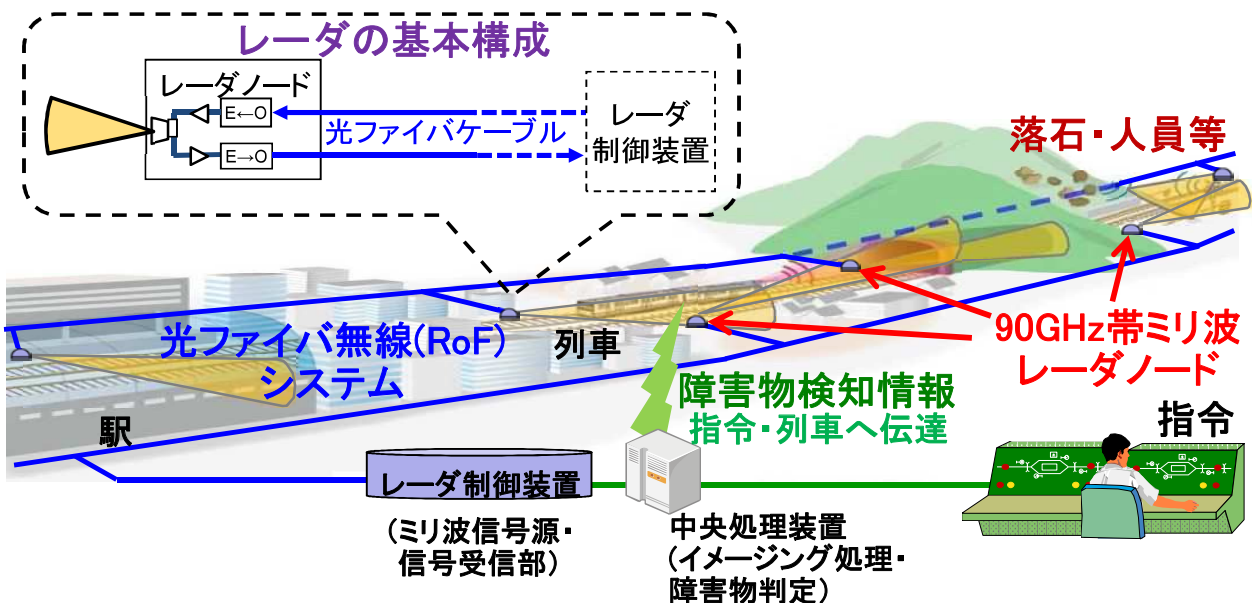 レーダの基本構成
レーダノード
E←O
光ファイバケーブル
E→O
レーダ
制御装置
落石・人員等
光ファイバ無線(RoF)
システム
列車
90GHz帯ミリ波
レーダノード
駅
障害物検知情報
指令・列車へ伝達
指令
レーダ制御装置
(ミリ波信号源・
信号受信部)
中央処理装置
(イメージング処理・
障害物判定)